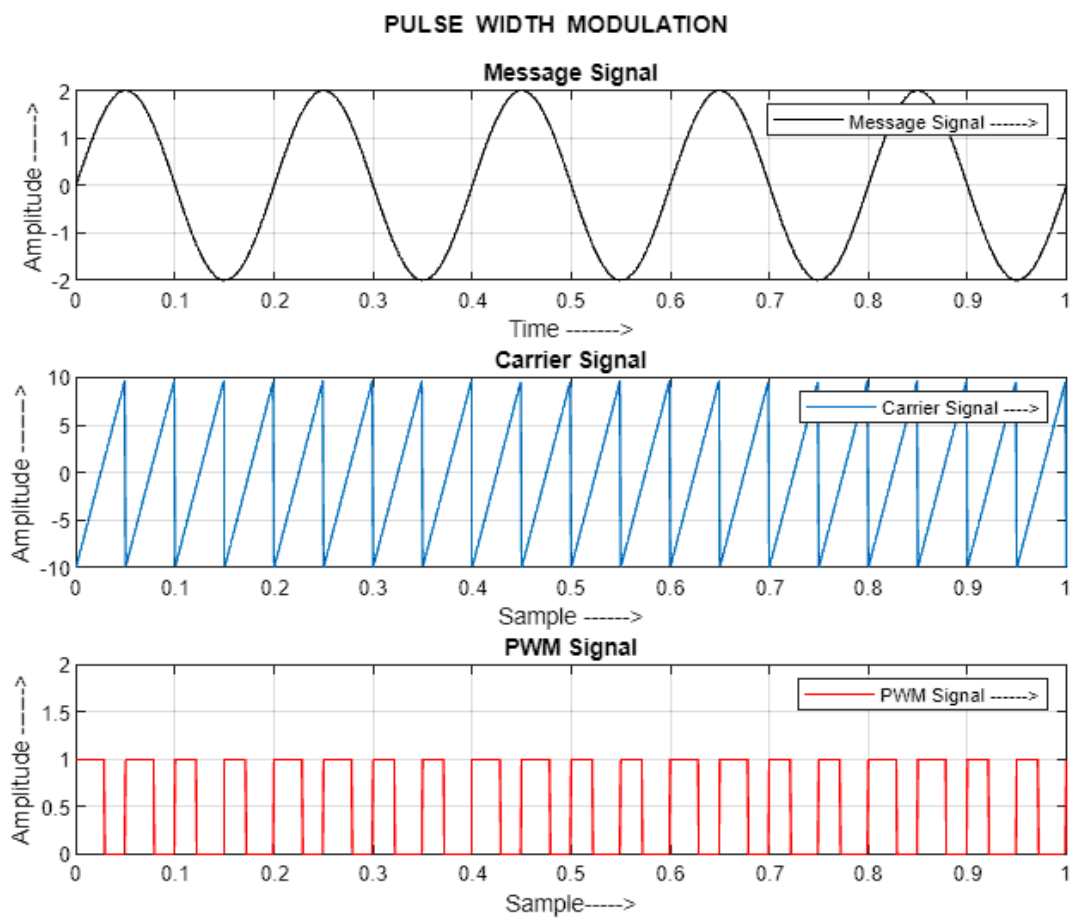 PULSE WIDTH MODULATION
Message Signal
Amplitude ------>
2
1
0
-1
-2
Message Signal ------>
0 0.1 0.2 0.3 0.4 0.5 0.6 0.7 0.8 0.9 1
Time ------->
Carrier Signal
Amplitude ------>
10
5
0
-5
-10
Carrier Signal ---->
0 0.1 0.2 0.3 0.4 0.5 0.6 0.7 0.8 0.9 1
Sample ------>
PWM Signal
Amplitude ------>
2
1.5
1
0.5
0
PWM Signal ------>
0 0.1 0.2 0.3 0.4 0.5 0.6 0.7 0.8 0.9 1
Sample----->